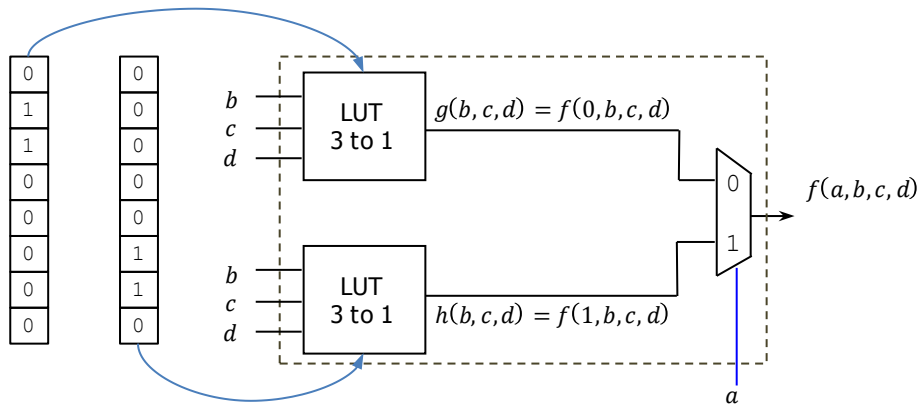 0 0
1 0
1 0
0 0
0 0
0 1
0 1
0 0
b
c
d
LUT
3 to 1
g(b,c,d) = f(0,b,c,d)
b
c
d
LUT
3 to 1
h(b,c,d) = f(1,b,c,d)
0
1
f(a,b,c,d)
a